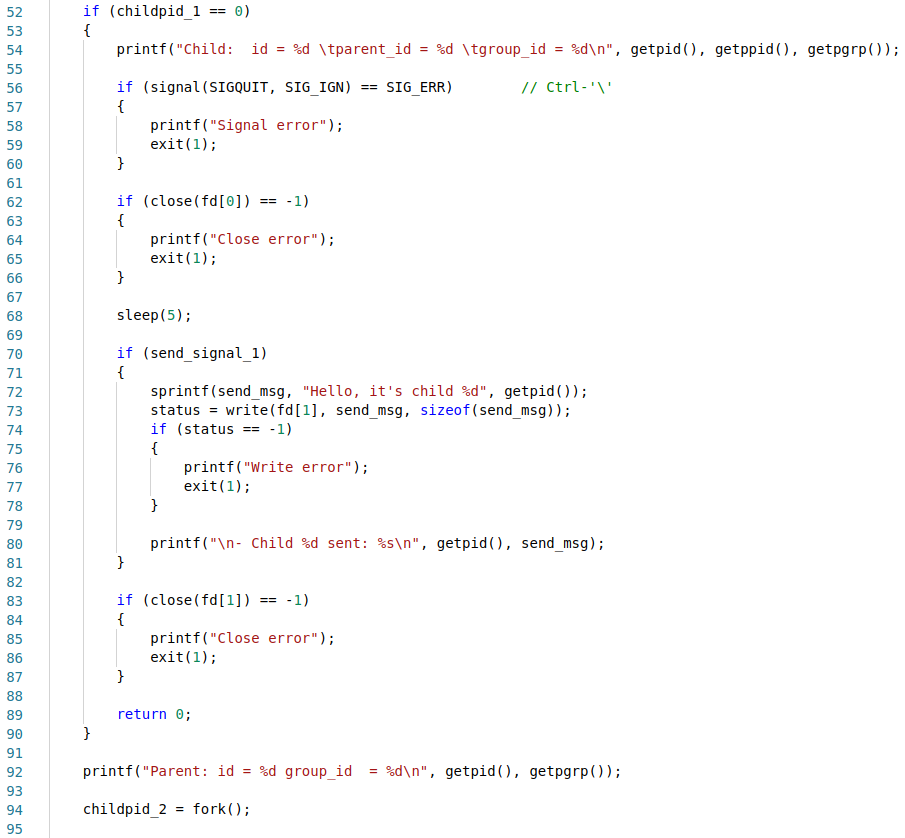 52 if (childpid_1 == 0)
53 {
54 printf("Child:  id = %d \tparent_id = %d \tgroup_id = %d\n", getpid(), getppid(), getpgrp());
55
56 if (signal(SIGQUIT, SIG_IGN) == SIG_ERR)        // Ctrl-'\'
57 {
58 printf("Signal error");
59 exit(1);
60 }
61
62 if (close(fd[0]) == -1)
63 {
64 printf("Close error");
65 exit(1);
66 }
67
68 sleep(5);
69
70 if (send_signal_1)
71 {
72 sprintf(send_msg, "Hello, it's child %d", getpid());
73 status = write(fd[1], send_msg, sizeof(send_msg));
74 if (status == -1)
75 {
76 printf("Write error");
77 exit(1);
78 }
79
80 printf("\n- Child %d sent: %s\n", getpid(), send_msg);
81 }
82
83 if (close(fd[1]) == -1)
84 {
85 printf("Close error");
86 exit(1);
87 }
88
89 return 0;
90 }
91
92 printf("Parent: id = %d group_id  = %d\n", getpid(), getpgrp());
93
94 childpid_2 = fork();
95